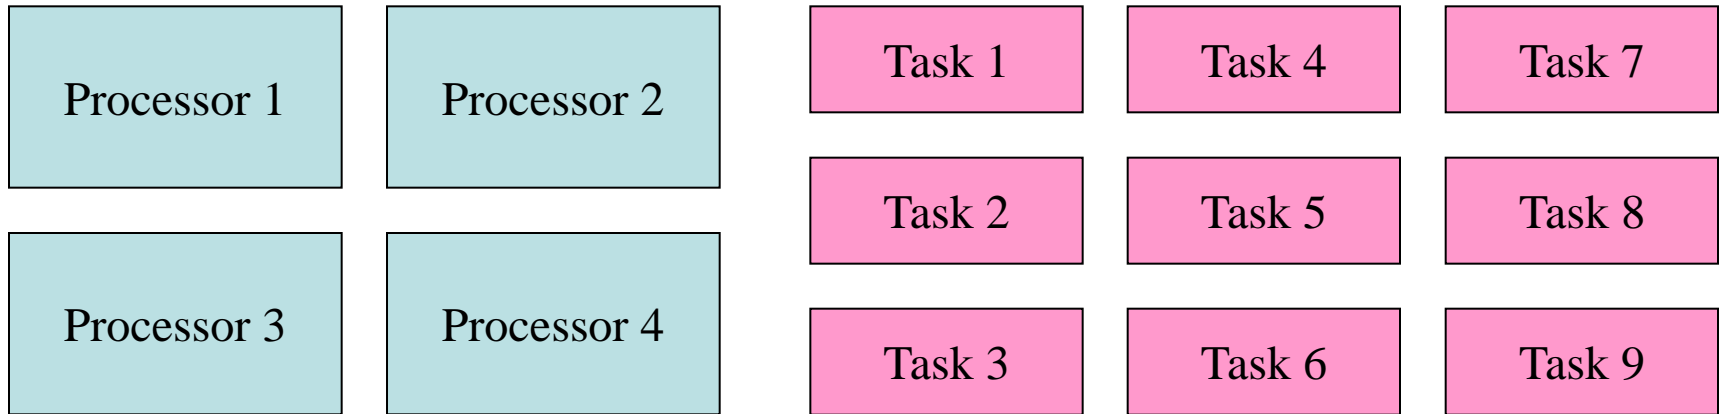 Processor 1
Processor 2
Processor 3
Processor 4
Task 1
Task 4
Task 7
Task 2
Task 5
Task 8
Task 3
Task 6
Task 9